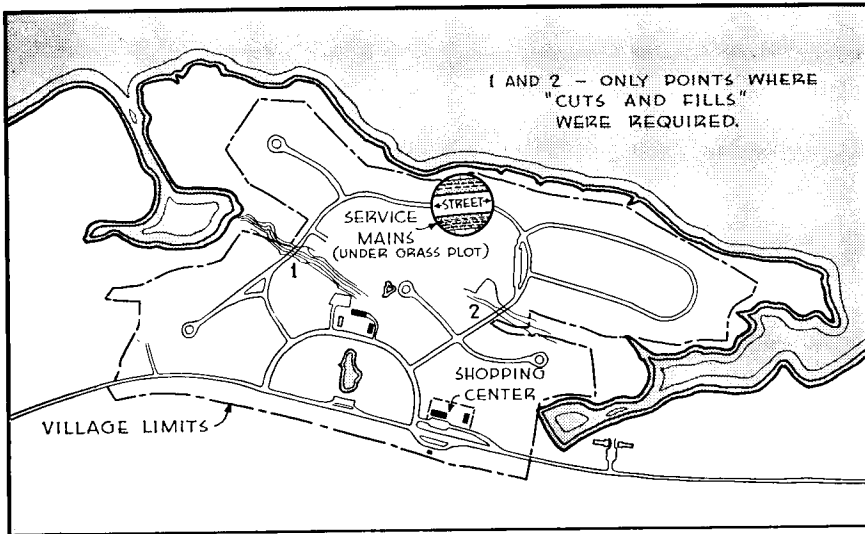 1 AND 2 – ONLY POINTS WHERE
"CUTS AND FILLS"
WERE REQUIRED.
STREET
SERVICE
MAINS
(UNDER GRASS PLOT)
1
2
SHOPPING
CENTER
VILLAGE LIMITS